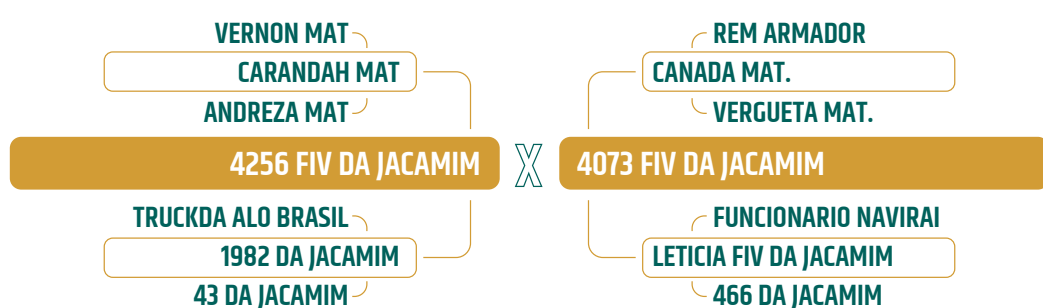 VERNON MAT
REM ARMADOR
CARANDAH MAT
CANADA MAT.
ANDREZA MAT
VERGUETA MAT.
4256 FIV DA JACAMIM X 4073 FIV DA JACAMIM
TRUCKDA ALO BRASIL
FUNCIONARIO NAVIRAI
1982 DA JACAMIM
LETICIA FIV DA JACAMIM
43 DA JACAMIM
466 DA JACAMIM